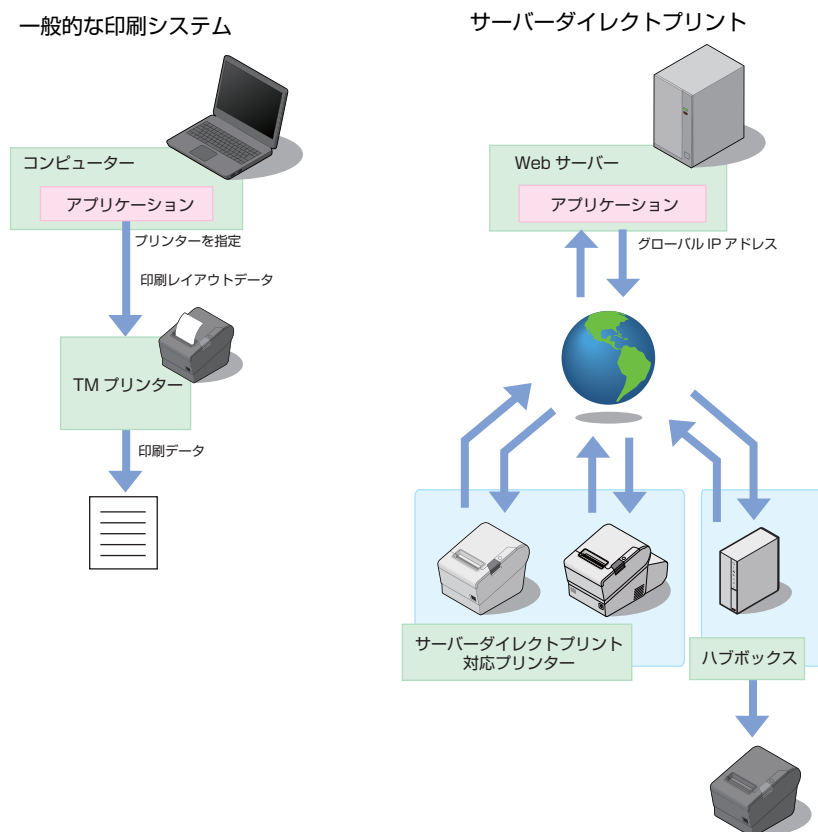 一般的な印刷システム
コンピューター
アプリケーション
プリンターを指定
印刷レイアウトデータ
TM プリンター
印刷データ
サーバーダイレクトプリント
Web サーバー
アプリケーション
グローバル IP アドレス
サーバーダイレクトプリント
対応プリンター
ハブボックス